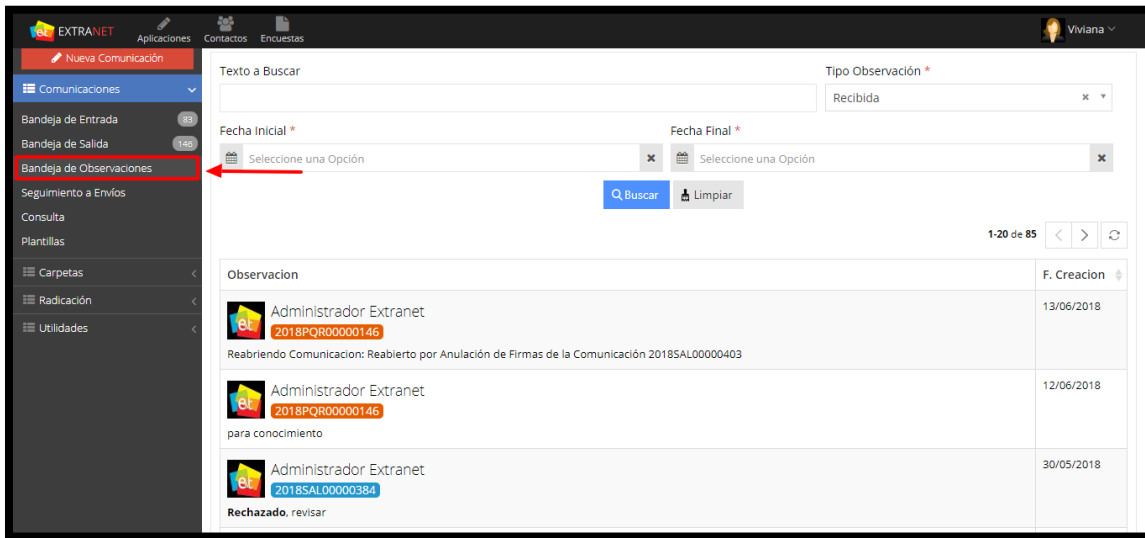 et EXTRANET
Aplicaciones
Contactos
Encuestas
Viviana
Nueva Comunicación
Comunicaciones
Bandeja de Entrada 83
Bandeja de Salida 146
Bandeja de Observaciones
Seguimiento a Envíos
Consulta
Plantillas
Carpetas
Radicación
Utilidades
Texto a Buscar
Tipo Observación *
Recibida
Fecha Inicial *
Fecha Final *
Seleccione una Opción
Seleccione una Opción
Buscar
Limpiar
1-20 de 85
Observacion
F. Creacion
et
Administrador Extranet
13/06/2018
2018PQR00000146
Reabriendo Comunicacion: Reabierto por Anulación de Firmas de la Comunicación 2018SAL00000403
et
Administrador Extranet
12/06/2018
2018PQR00000146
para conocimiento
et
Administrador Extranet
30/05/2018
2018SAL00000384
Rechazado, revisar